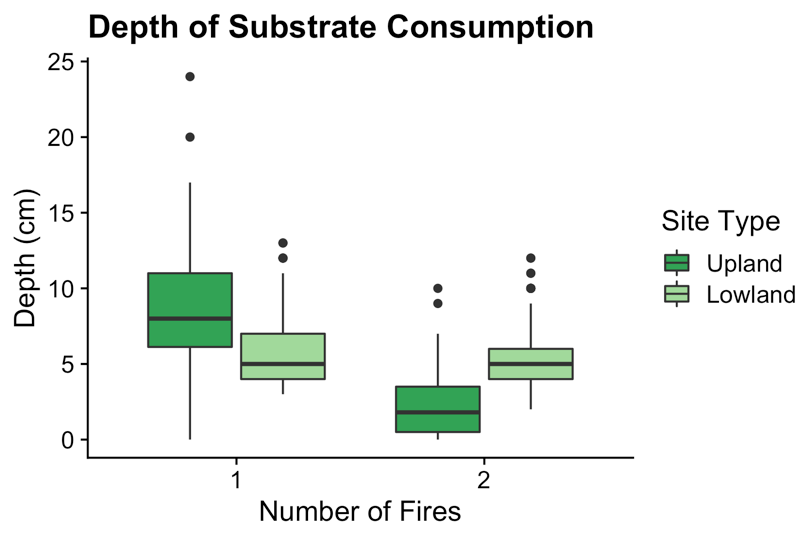 Depth of Substrate Consumption
25
20
15
10
5
0
Depth (cm)
1
2
Number of Fires
Site Type
Upland
Lowland